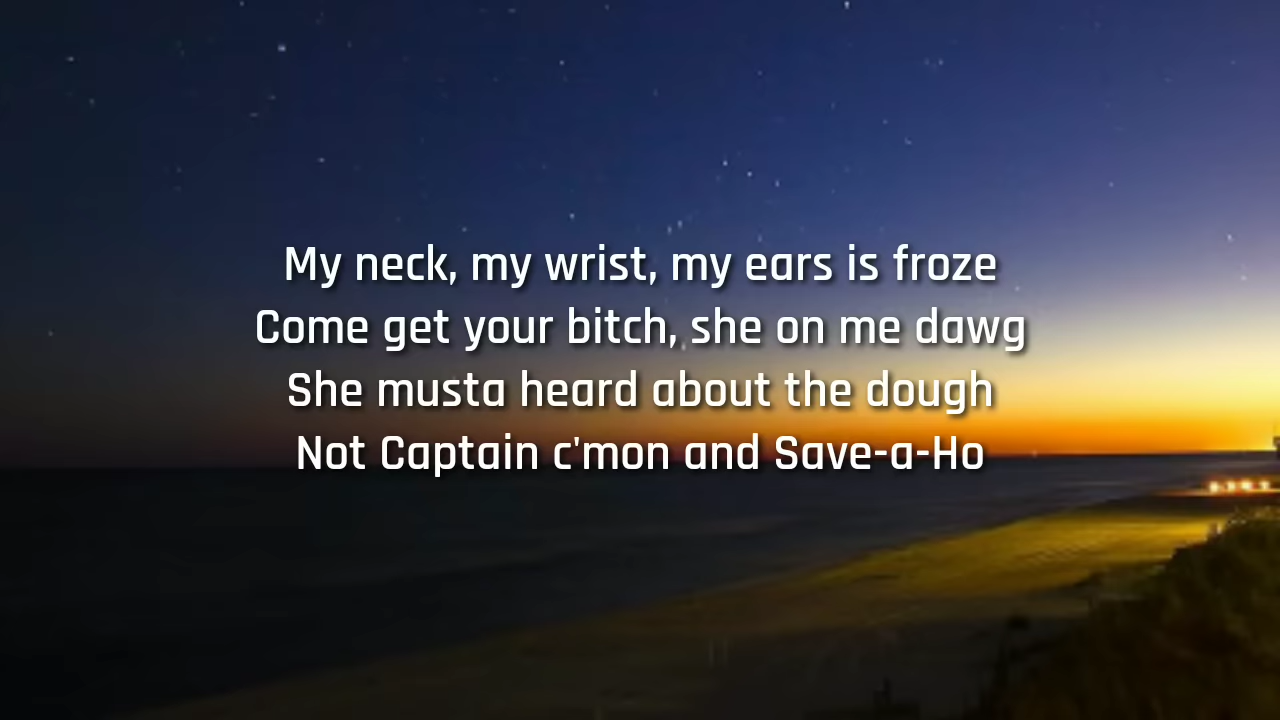 My neck, my wrist, my ears is froze
Come get your bitch, she on me dawg
She musta heard about the dough
Not Captain c'mon and Save-a-Ho